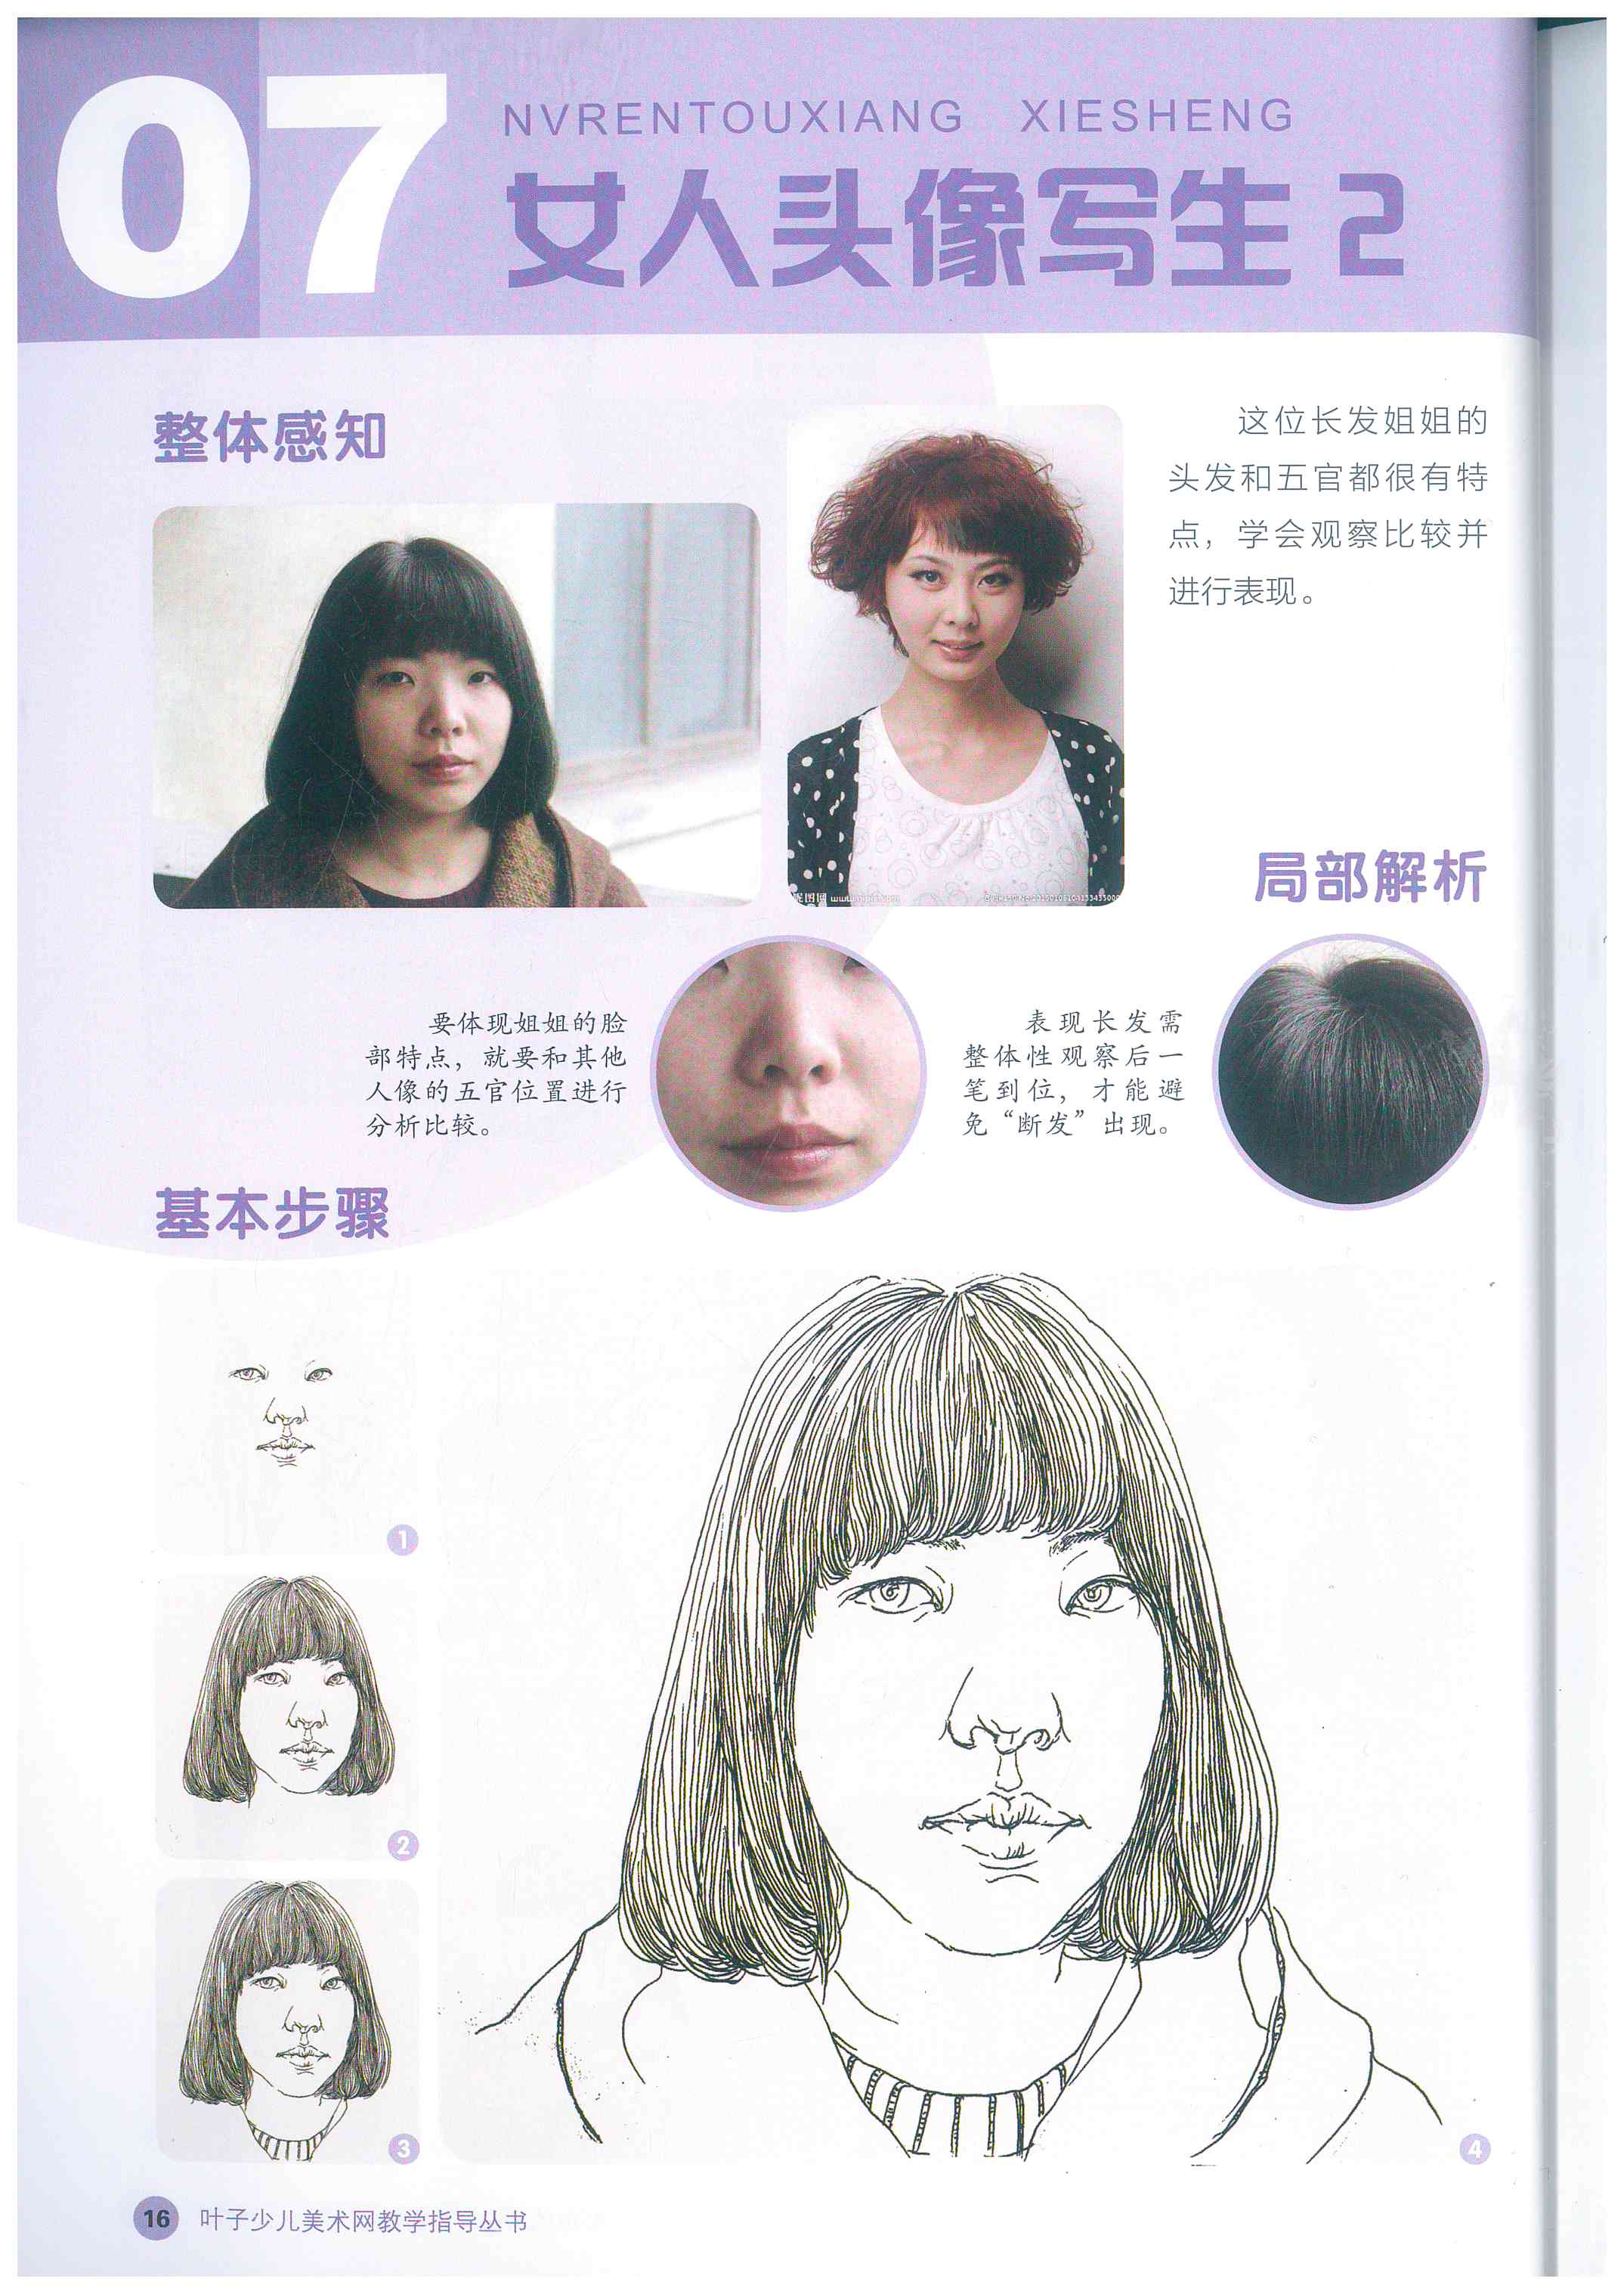 07
NVRENTOUXIANG XIESHENG
女人头像写生 2
整体感知
这位长发姐姐的
头发和五官都很有特
点，学会观察比较并
进行表现。
局部解析
要体现姐姐的脸
部特点，就要和其他
人像的五官位置进行
分析比较。
表现长发需
整体性观察后一
笔到位，才能避
免“断发”出现。
基本步骤
1
2
3
4
16 叶子少儿美术网教学指导丛书